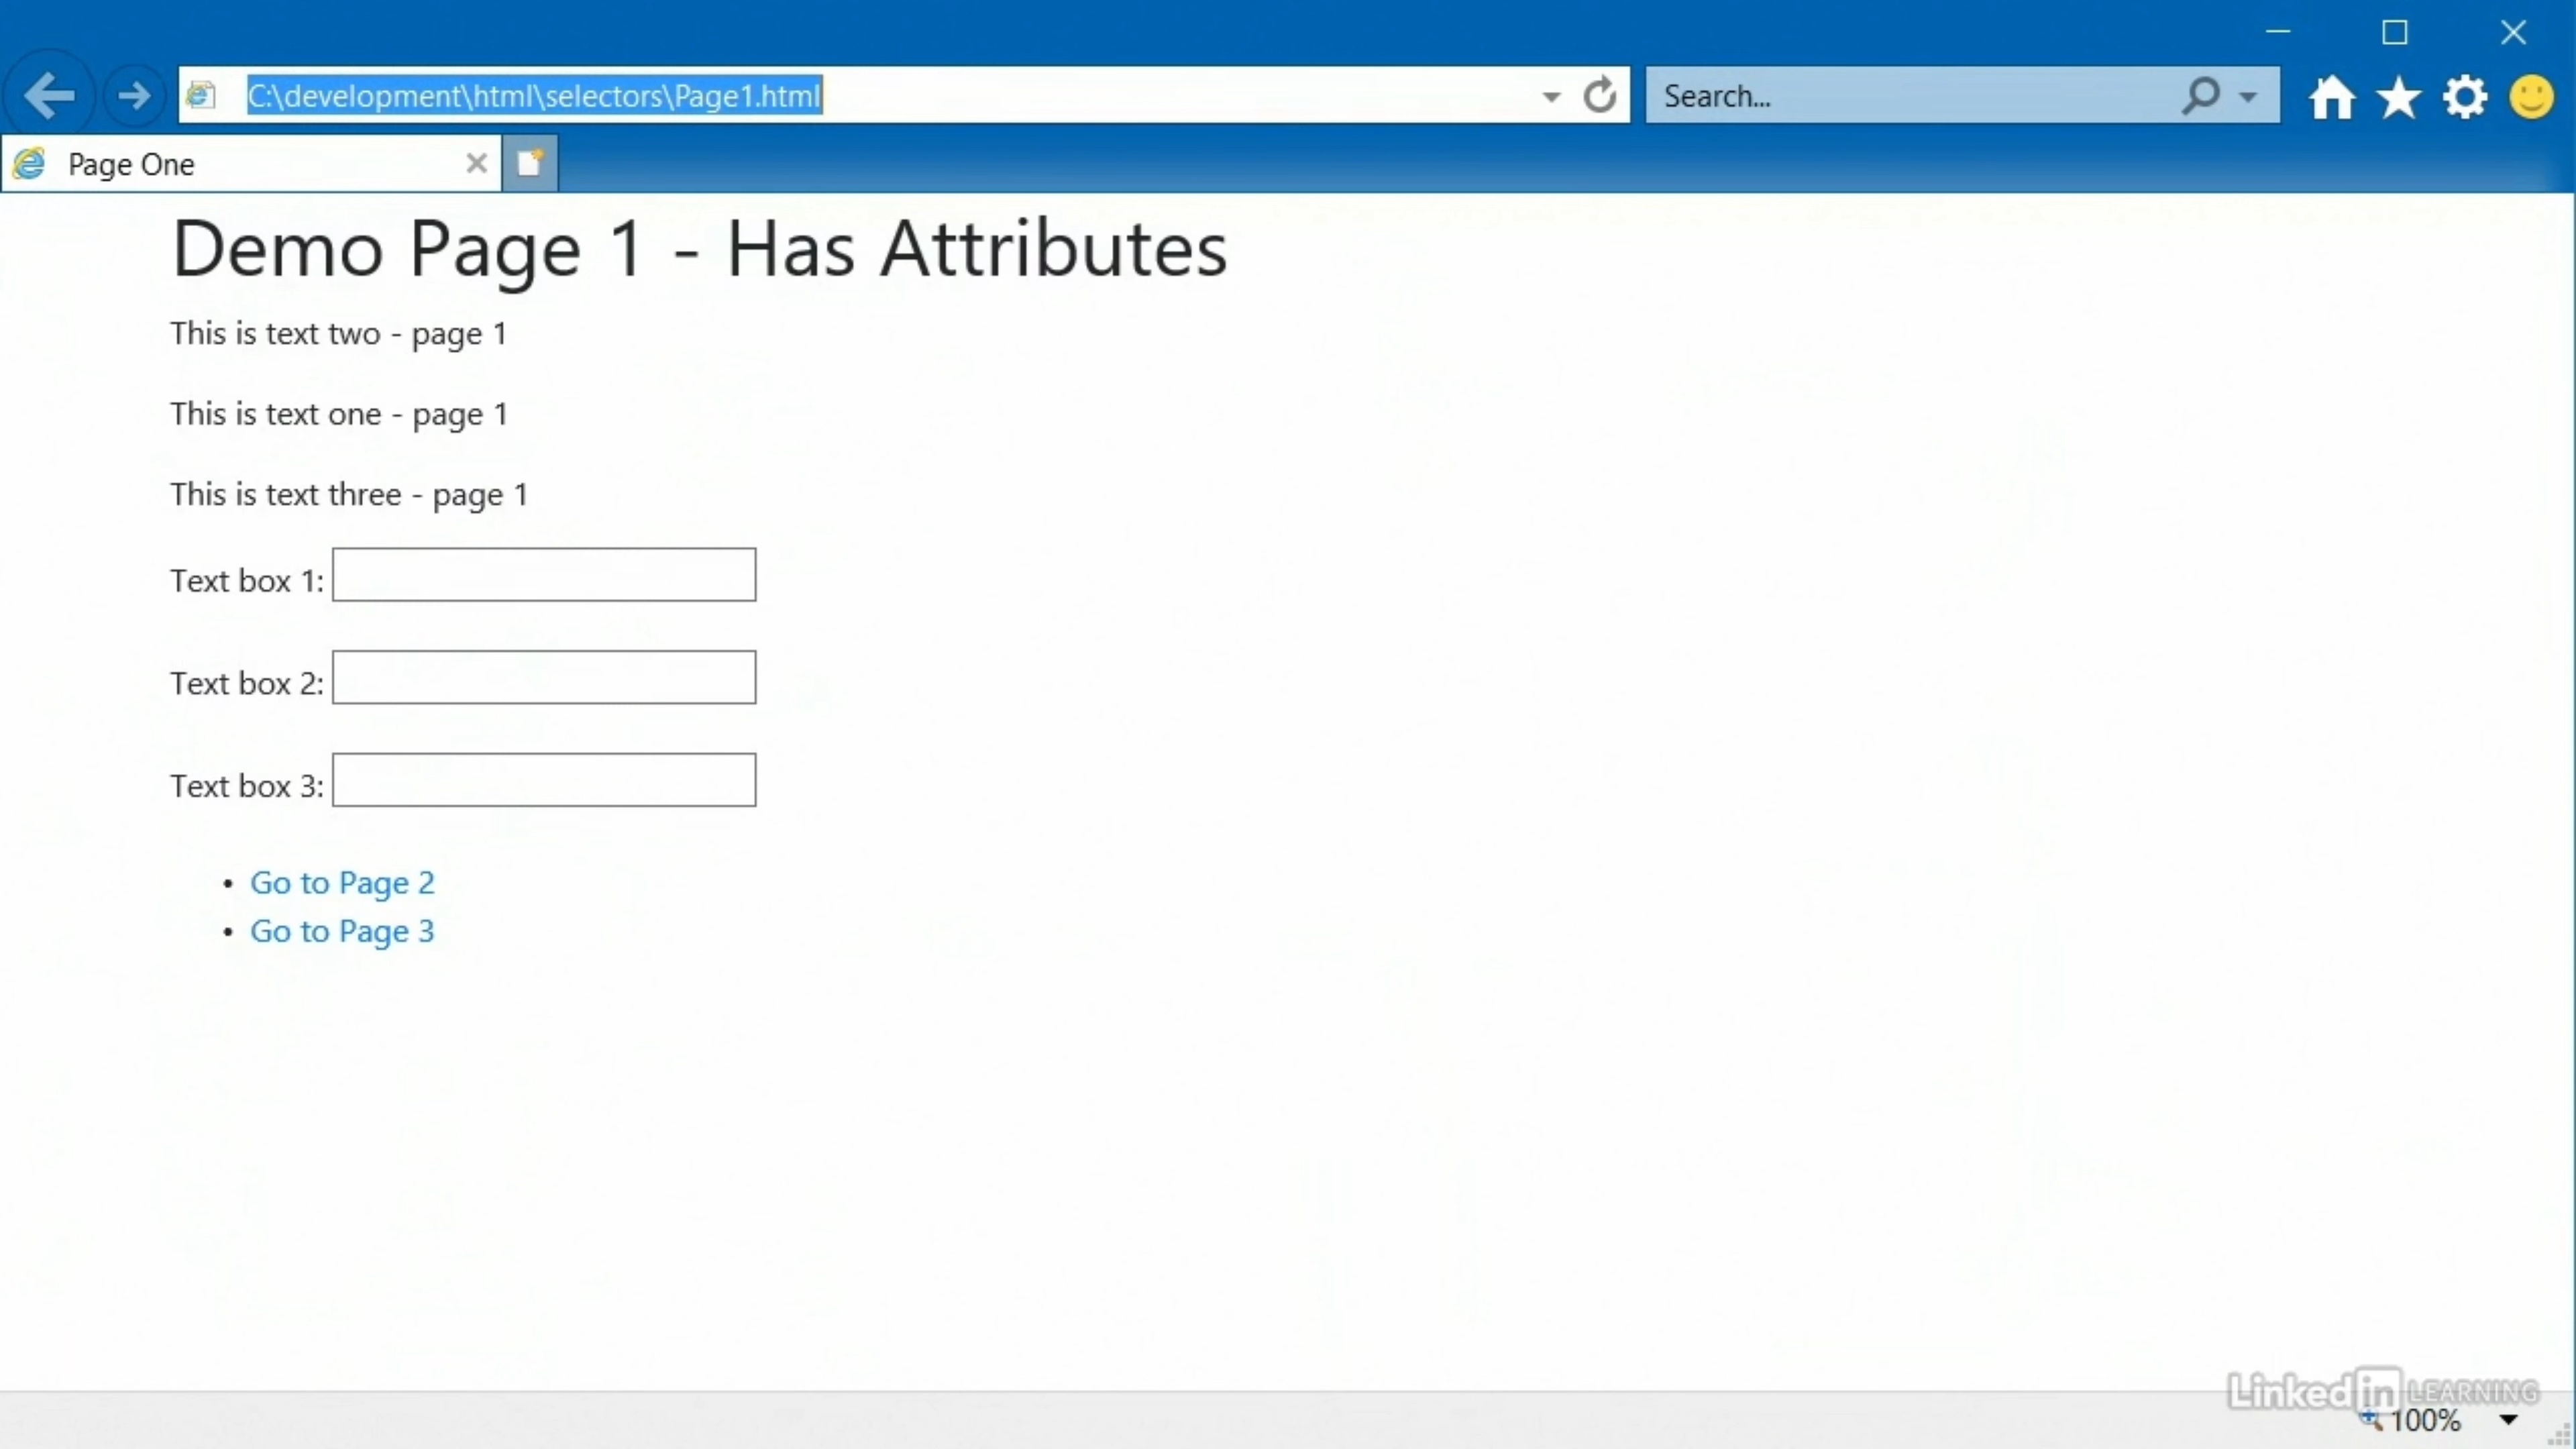 C:\development\html\selectors\Page1.html
Search...
Page One
Demo Page 1 - Has Attributes
This is text two - page 1
This is text one - page 1
This is text three - page 1
Text box 1:
Text box 2:
Text box 3:
• Go to Page 2
• Go to Page 3
Linked in LEARNING
100%